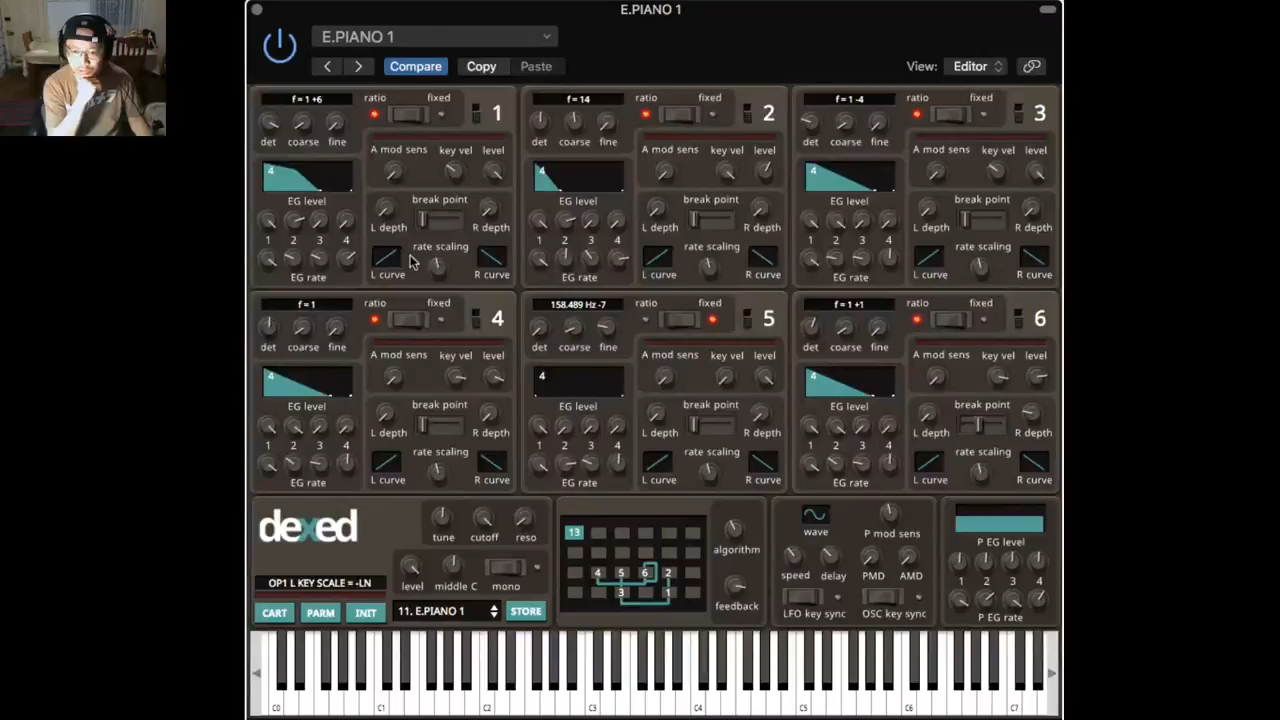 E.PIANO 1
E.PIANO 1
< > Compare Copy Paste View: Editor
f = 1 +6 ratio fixed 1
det coarse fine
A mod sens key vel level
4
EG level
break point
L depth R depth
1 2 3 4
rate scaling
EG rate L curve R curve
f = 14 ratio fixed 2
det coarse fine
A mod sens key vel level
4
EG level
break point
L depth R depth
1 2 3 4
rate scaling
EG rate L curve R curve
f = 1 -4 ratio fixed 3
det coarse fine
A mod sens key vel level
4
EG level
break point
L depth R depth
1 2 3 4
rate scaling
EG rate L curve R curve
f = 1 ratio fixed 4
det coarse fine
A mod sens key vel level
4
EG level
break point
L depth R depth
1 2 3 4
rate scaling
EG rate L curve R curve
158.489 Hz -7 ratio fixed 5
det coarse fine
A mod sens key vel level
4
EG level
break point
L depth R depth
1 2 3 4
rate scaling
EG rate L curve R curve
f = 1 +1 ratio fixed 6
det coarse fine
A mod sens key vel level
4
EG level
break point
L depth R depth
1 2 3 4
rate scaling
EG rate L curve R curve
dexed
tune cutoff reso
level middle C mono
OP1 L KEY SCALE = -LN
CART PARM INIT 11. E.PIANO 1 STORE
13
4 5 6 2
3 1
algorithm
feedback
wave P mod sens
speed delay PMD AMD
LFO key sync OSC key sync
P EG level
1 2 3 4
P EG rate
C0 C1 C2 C3 C4 C5 C6 C7